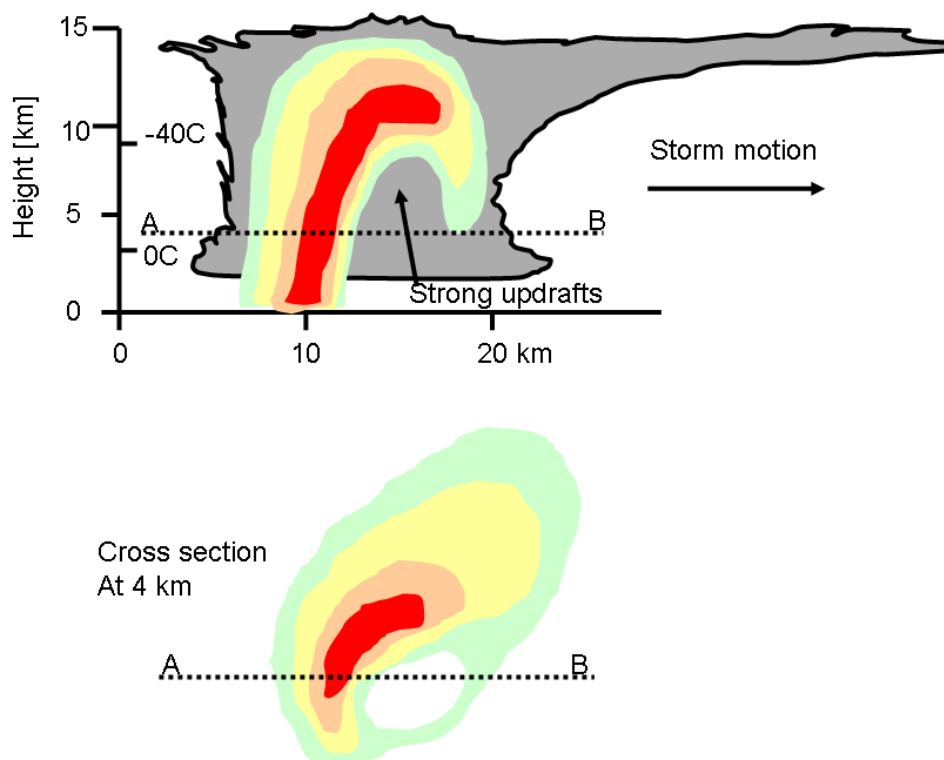 15
10
5
0
Height [km]
-40C
0C
A
B
Storm motion
Strong updrafts
0
10
20 km
Cross section
At 4 km
A
B